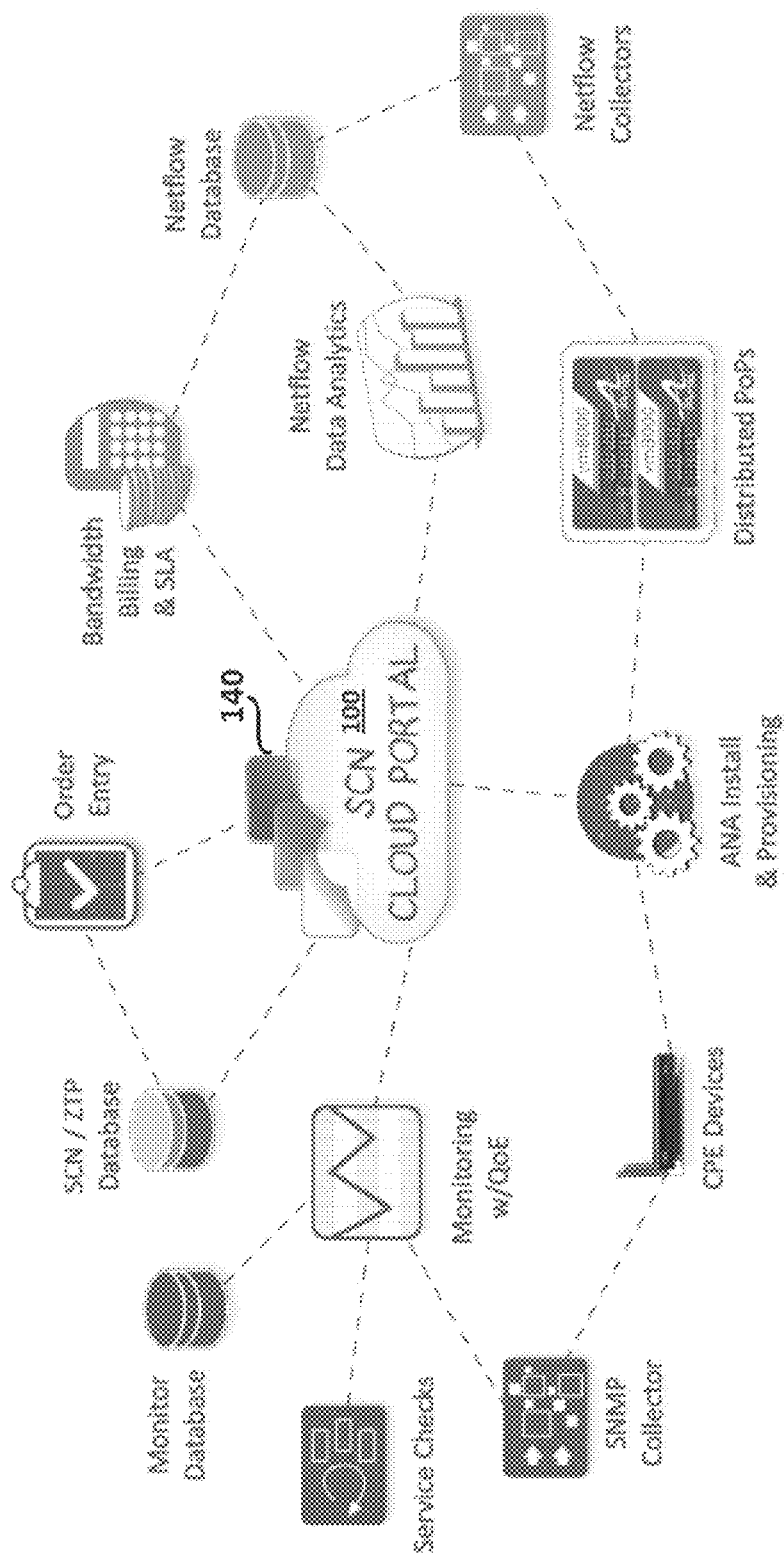 Order
Entry
Bandwidth
Billing
& SLA
Netflow
Database
SCN / ZTP
Database
Monitor
Database
140
SCN 100
CLOUD PORTAL
Netflow
Data Analytics
Netflow
Collectors
Monitoring
w/QoE
Service Checks
SNMP
Collector
CPE Devices
ANA Install
& Provisioning
Distributed PoPs